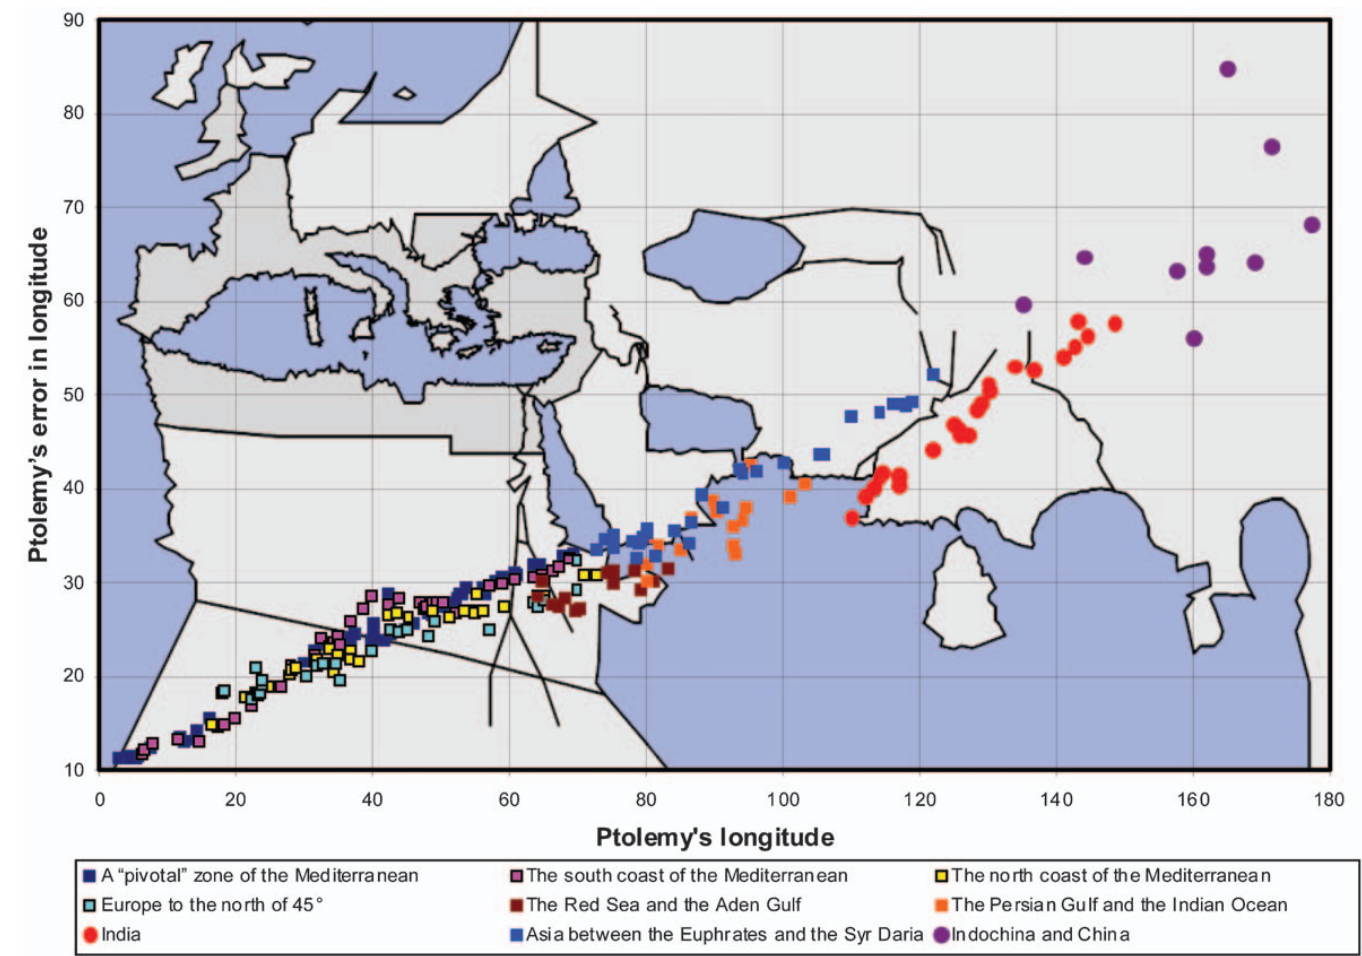 90
80
70
60
50
40
30
20
10
Ptolemy's error in longitude
0 20 40 60 80 100 120 140 160 180
Ptolemy's longitude
A “pivotal” zone of the Mediterranean The south coast of the Mediterranean The north coast of the Mediterranean
Europe to the north of 45° The Red Sea and the Aden Gulf The Persian Gulf and the Indian Ocean
India Asia between the Euphrates and the Syr Daria Indochina and China